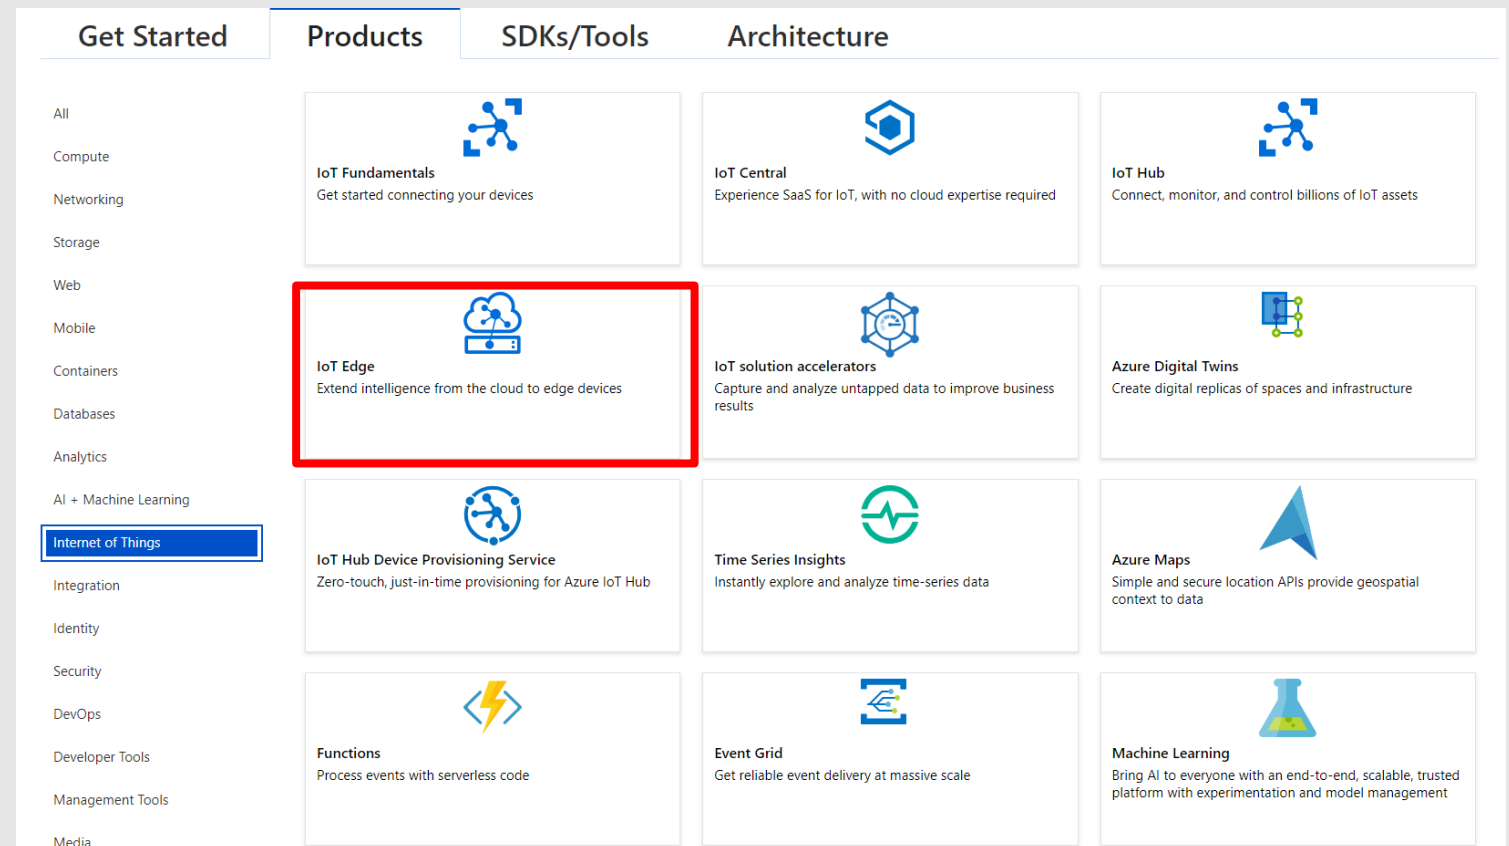 Get Started
Products
SDKs/Tools
Architecture
All
Compute
Networking
Storage
Web
Mobile
Containers
Databases
Analytics
AI + Machine Learning
Internet of Things
Integration
Identity
Security
DevOps
Developer Tools
Management Tools
Media
IoT Fundamentals
Get started connecting your devices
IoT Central
Experience SaaS for IoT, with no cloud expertise required
IoT Hub
Connect, monitor, and control billions of IoT assets
IoT Edge
Extend intelligence from the cloud to edge devices
IoT solution accelerators
Capture and analyze untapped data to improve business
results
Azure Digital Twins
Create digital replicas of spaces and infrastructure
IoT Hub Device Provisioning Service
Zero-touch, just-in-time provisioning for Azure IoT Hub
Time Series Insights
Instantly explore and analyze time-series data
Azure Maps
Simple and secure location APIs provide geospatial
context to data
Functions
Process events with serverless code
Event Grid
Get reliable event delivery at massive scale
Machine Learning
Bring AI to everyone with an end-to-end, scalable, trusted
platform with experimentation and model management